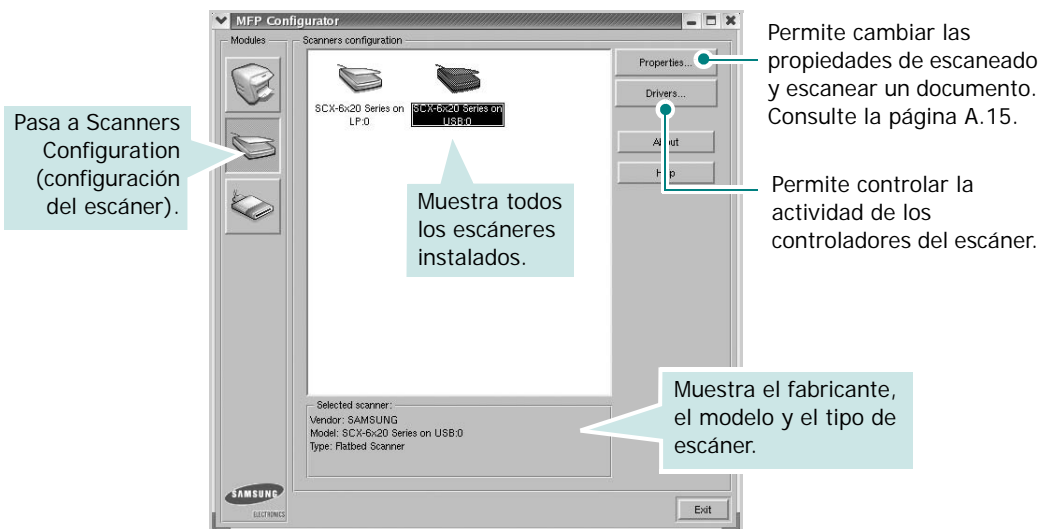 MFP Configurator
Modules
Scanners configuration
SCX-6x20 Series on
LP:0
SCX-6x20 Series on
USB:0
Properties...
Drivers...
About
Help
Pasa a Scanners
Configuration
(configuración
del escáner).
Muestra todos
los escáneres
instalados.
Permite cambiar las
propiedades de escaneado
y escanear un documento.
Consulte la página A.15.
Permite controlar la
actividad de los
controladores del escáner.
Selected scanner:
Vendor: SAMSUNG
Model: SCX-6x20 Series on USB:0
Type: Flatbed Scanner
Muestra el fabricante,
el modelo y el tipo de
escáner.
SAMSUNG
ELECTRONICS
Exit